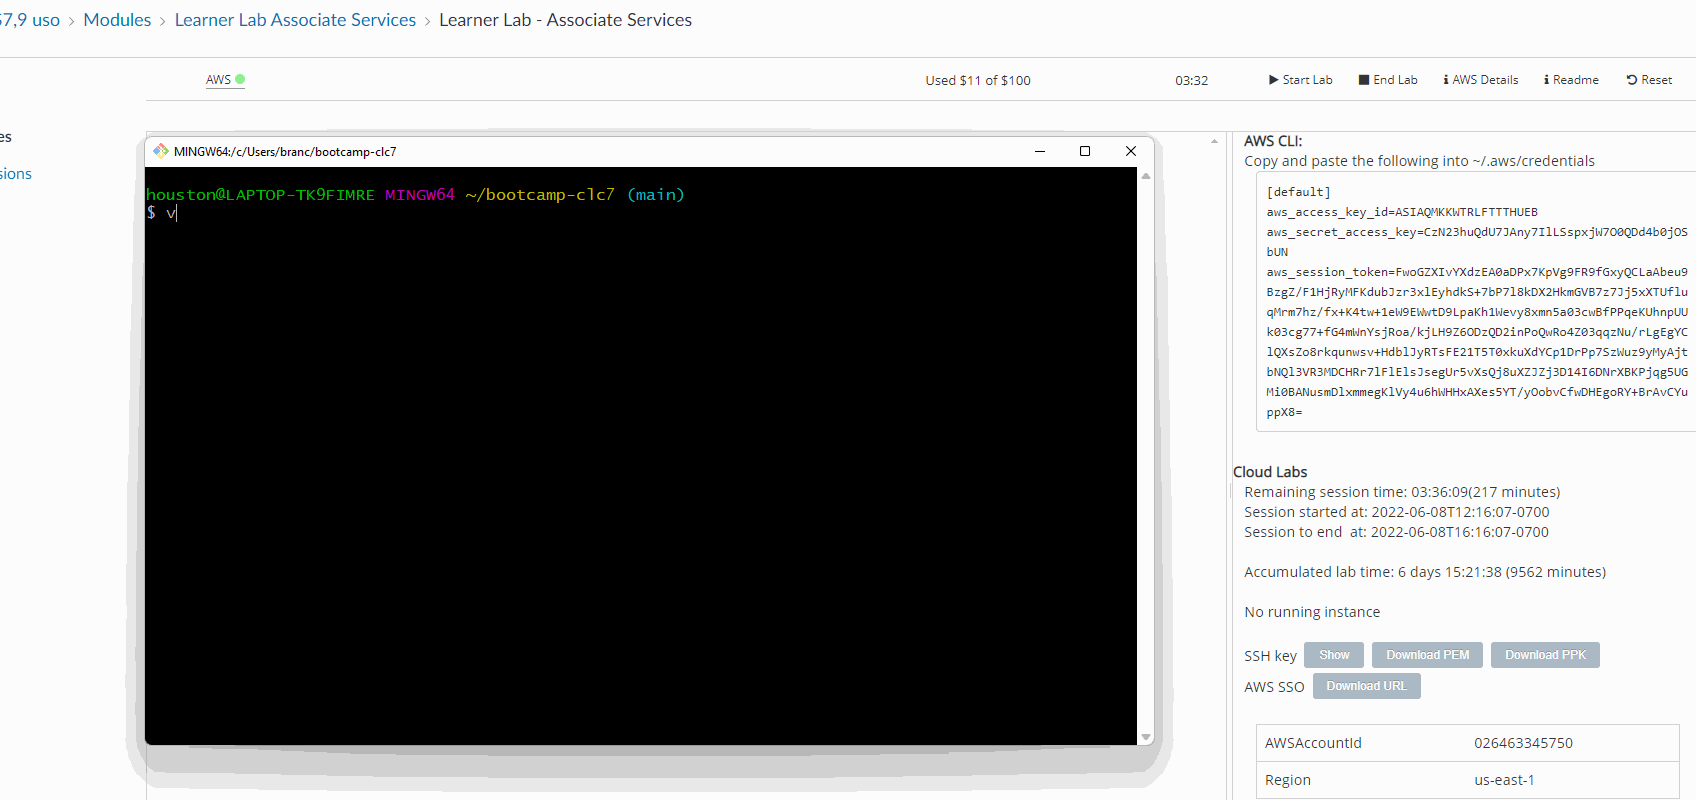 57,9 uso > Modules > Learner Lab Associate Services > Learner Lab - Associate Services
AWS
Used $11 of $100
03:32
Start Lab
End Lab
AWS Details
Readme
Reset
es
sions
MINGW64:/c/Users/branc/bootcamp-clc7
houston@LAPTOP-TK9FIMRE MINGW64 ~/bootcamp-clc7 (main)
$ v
AWS CLI:
Copy and paste the following into ~/.aws/credentials
[default]
aws_access_key_id=ASIAQMKKWTRLFTTTHUEB
aws_secret_access_key=CzN23huQdU7JAny7IlLSspxjW7O0QDd4b0jOS
bUN
aws_session_token=FwoGZXIvYXdzEA0aDPx7KpVg9FR9fGxyQCLaAbeu9
BzgZ/F1HjRyMFKdubJzr3xlEyhdkS+7bP7l8kDX2HkmGVB7z7Jj5xXTUflu
qMrm7hz/fx+K4tw+1eW9EWwtD9LpaKh1Wevy8xmn5a03cwBfPPqeKUhnpUU
k03cg77+fG4mWnYsjRoa/kjLH9Z6ODzQD2inPoQwRo4Z03qqzNu/rLgEgYC
lQXsZo8rkqunwsv+HdblJyRTsFE21T5T0xkuXdYCp1DrPp7SzWuz9yMyAjt
bNQl3VR3MDCHRr7lFlElsJsegUr5vXsQj8uXZJZj3D14I6DNrXBKPjqg5UG
Mi0BANusmDlxmmegKlVy4u6hWHHxAXes5YT/yOobvCfwDHEgoRY+BrAvCYu
ppX8=
Cloud Labs
Remaining session time: 03:36:09(217 minutes)
Session started at: 2022-06-08T12:16:07-0700
Session to end at: 2022-06-08T16:16:07-0700
Accumulated lab time: 6 days 15:21:38 (9562 minutes)
No running instance
SSH key Show Download PEM Download PPK
AWS SSO Download URL
AWSAccountId 026463345750
Region us-east-1